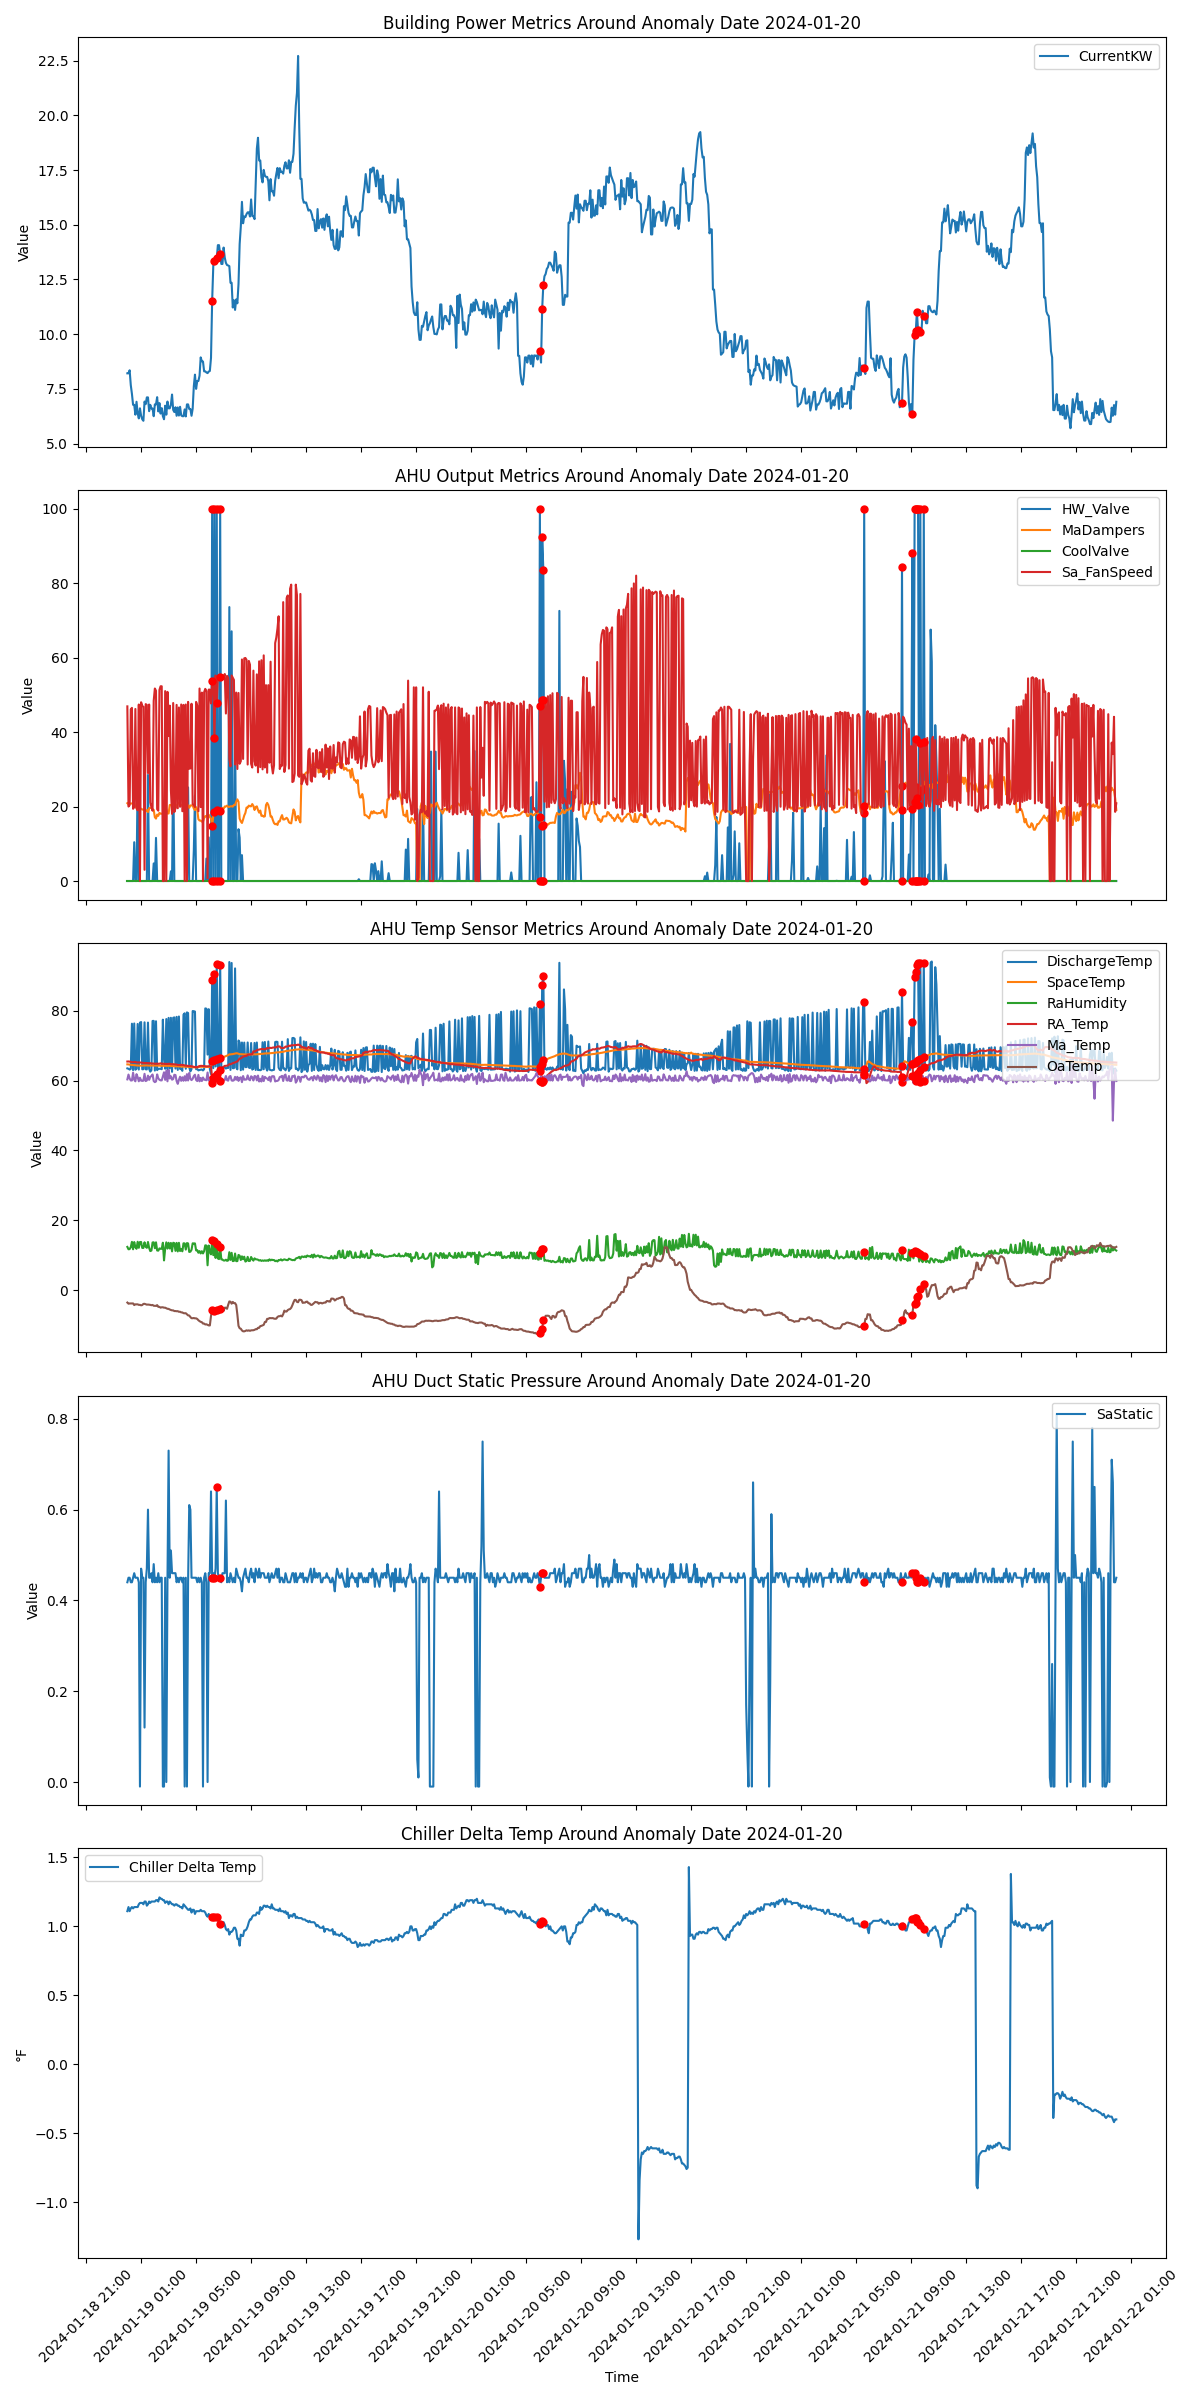 Building Power Metrics Around Anomaly Date 2024-01-20
CurrentKW
22.5
20.0
17.5
15.0
12.5
10.0
7.5
5.0
Value
AHU Output Metrics Around Anomaly Date 2024-01-20
HW_Valve
MaDampers
CoolValve
Sa_FanSpeed
100
80
60
40
20
0
Value
AHU Temp Sensor Metrics Around Anomaly Date 2024-01-20
DischargeTemp
SpaceTemp
RaHumidity
RA_Temp
Ma_Temp
OaTemp
80
60
40
20
0
Value
AHU Duct Static Pressure Around Anomaly Date 2024-01-20
SaStatic
0.8
0.6
0.4
0.2
0.0
Value
Chiller Delta Temp Around Anomaly Date 2024-01-20
Chiller Delta Temp
1.5
1.0
0.5
0.0
−0.5
−1.0
°F
2024-01-18 21:00
2024-01-19 01:00
2024-01-19 05:00
2024-01-19 09:00
2024-01-19 13:00
2024-01-19 17:00
2024-01-19 21:00
2024-01-20 01:00
2024-01-20 05:00
2024-01-20 09:00
2024-01-20 13:00
2024-01-20 17:00
2024-01-20 21:00
2024-01-21 01:00
2024-01-21 05:00
2024-01-21 09:00
2024-01-21 13:00
2024-01-21 17:00
2024-01-21 21:00
2024-01-22 01:00
Time